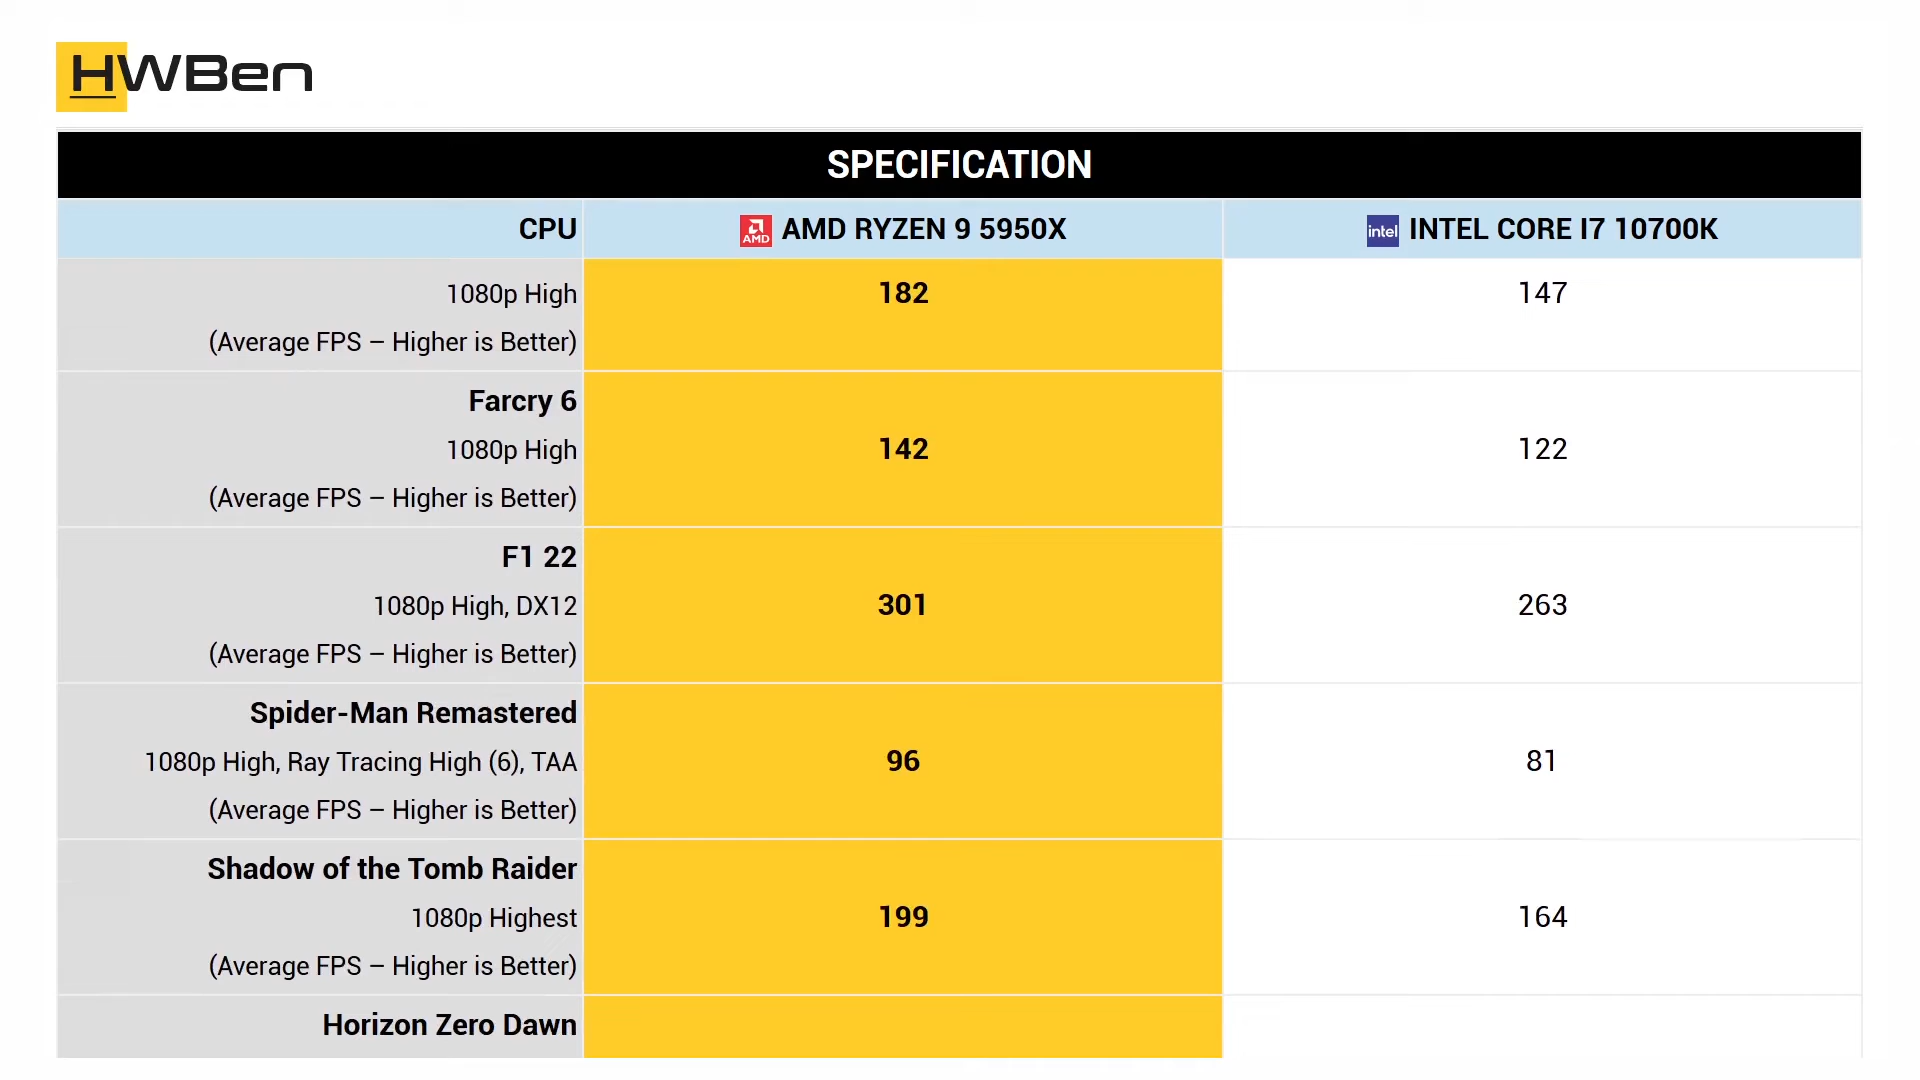 HWBen
SPECIFICATION
CPU
AMD
AMD RYZEN 9 5950X
intel
INTEL CORE I7 10700K
1080p High
(Average FPS – Higher is Better)
182
147
Farcry 6
1080p High
(Average FPS – Higher is Better)
142
122
F1 22
1080p High, DX12
(Average FPS – Higher is Better)
301
263
Spider-Man Remastered
1080p High, Ray Tracing High (6), TAA
(Average FPS – Higher is Better)
96
81
Shadow of the Tomb Raider
1080p Highest
(Average FPS – Higher is Better)
199
164
Horizon Zero Dawn